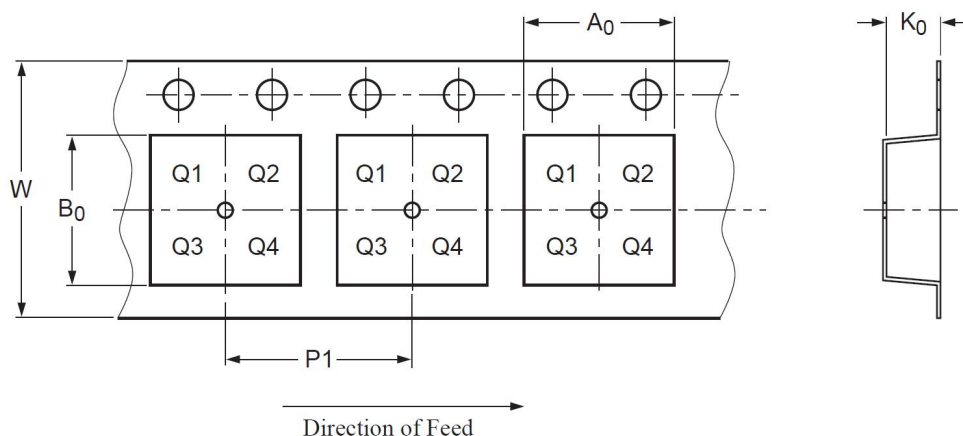 A0
K0
W
B0
Q1 Q2 Q1 Q2 Q1 Q2
Q3 Q4 Q3 Q4 Q3 Q4
P1
Direction of Feed